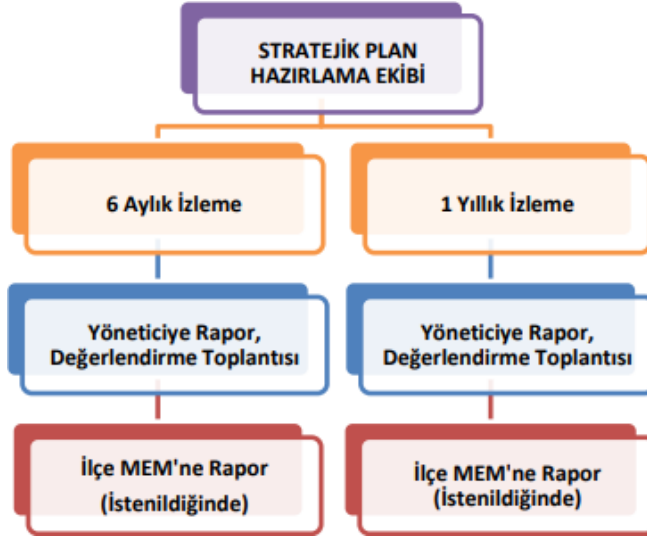 STRATEJİK PLAN
HAZIRLAMA EKİBİ
6 Aylık İzleme
1 Yıllık İzleme
Yöneticiye Rapor,
Değerlendirme Toplantısı
Yöneticiye Rapor,
Değerlendirme Toplantısı
İlçe MEM'ne Rapor
(İstenildiğinde)
İlçe MEM'ne Rapor
(İstenildiğinde)